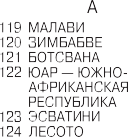 А
119 МАЛАВИ
120 ЗИМБАБВЕ
121 БОТСВАНА
122 ЮАР — ЮЖНО-
АФРИКАНСКАЯ
РЕСПУБЛИКА
123 ЭСВАТИНИ
124 ЛЕСОТО